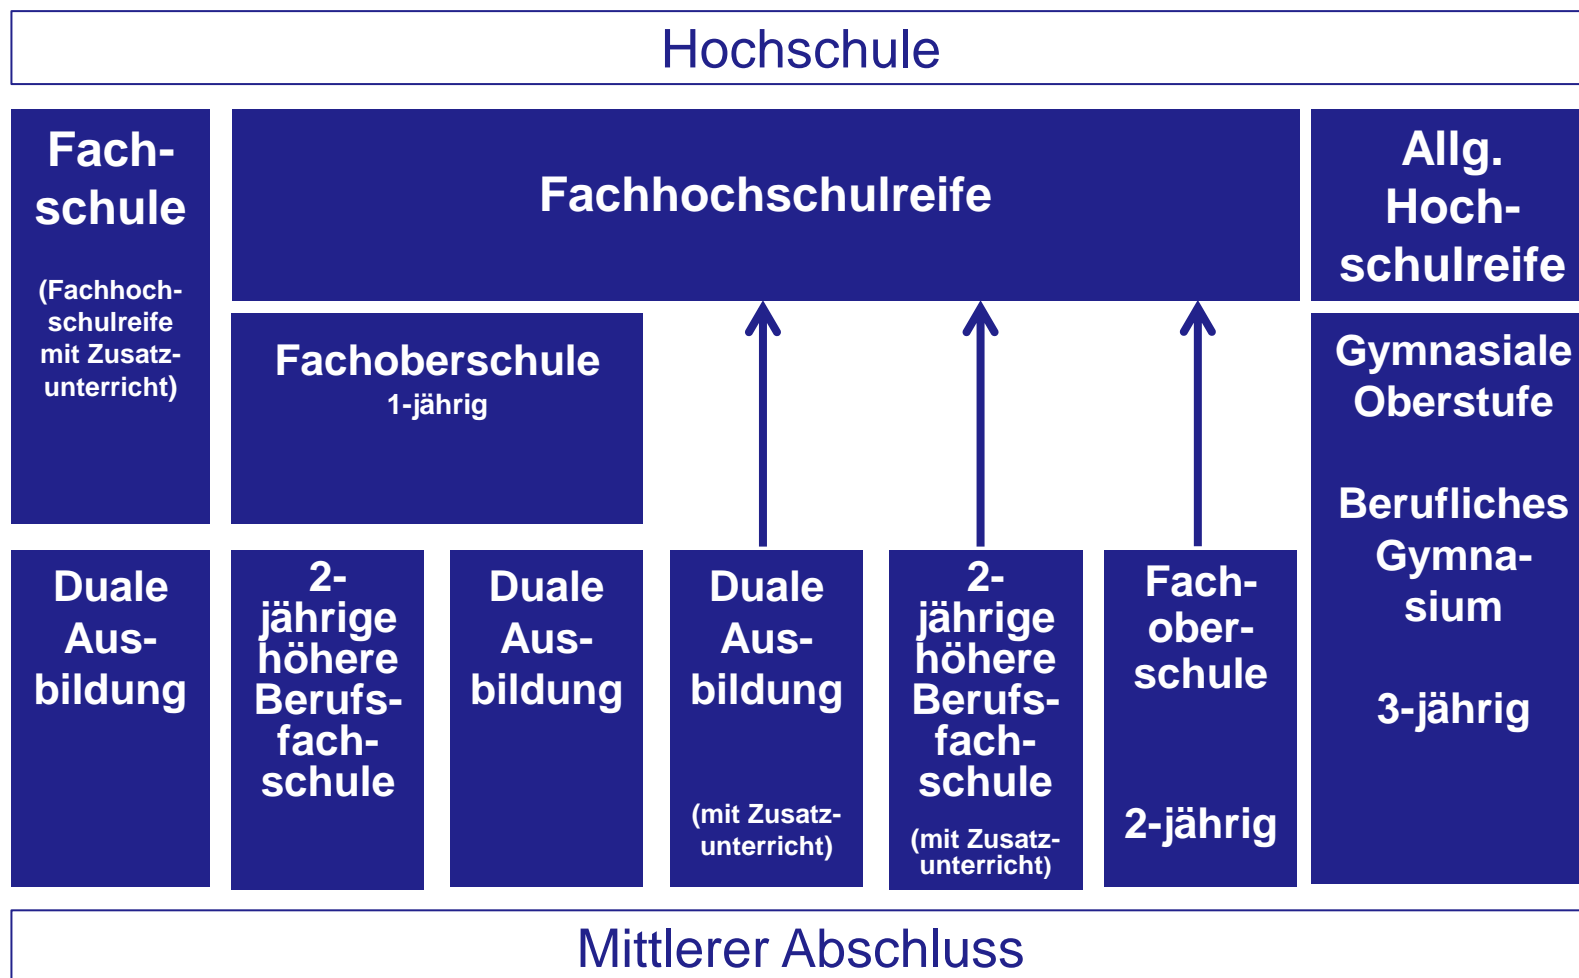 Hochschule
Fach-
schule
(Fachhoch-
schulreife
mit Zusatz-
unterricht)
Fachhochschulreife
Allg.
Hoch-
schulreife
Fachoberschule
1-jährig
Gymnasiale
Oberstufe
Berufliches
Gymna-
sium
3-jährig
Duale
Aus-
bildung
2-
jährige
höhere
Berufs-
fach-
schule
Duale
Aus-
bildung
Duale
Aus-
bildung
(mit Zusatz-
unterricht)
2-
jährige
höhere
Berufs-
fach-
schule
(mit Zusatz-
unterricht)
Fach-
ober-
schule
2-jährig
Mittlerer Abschluss